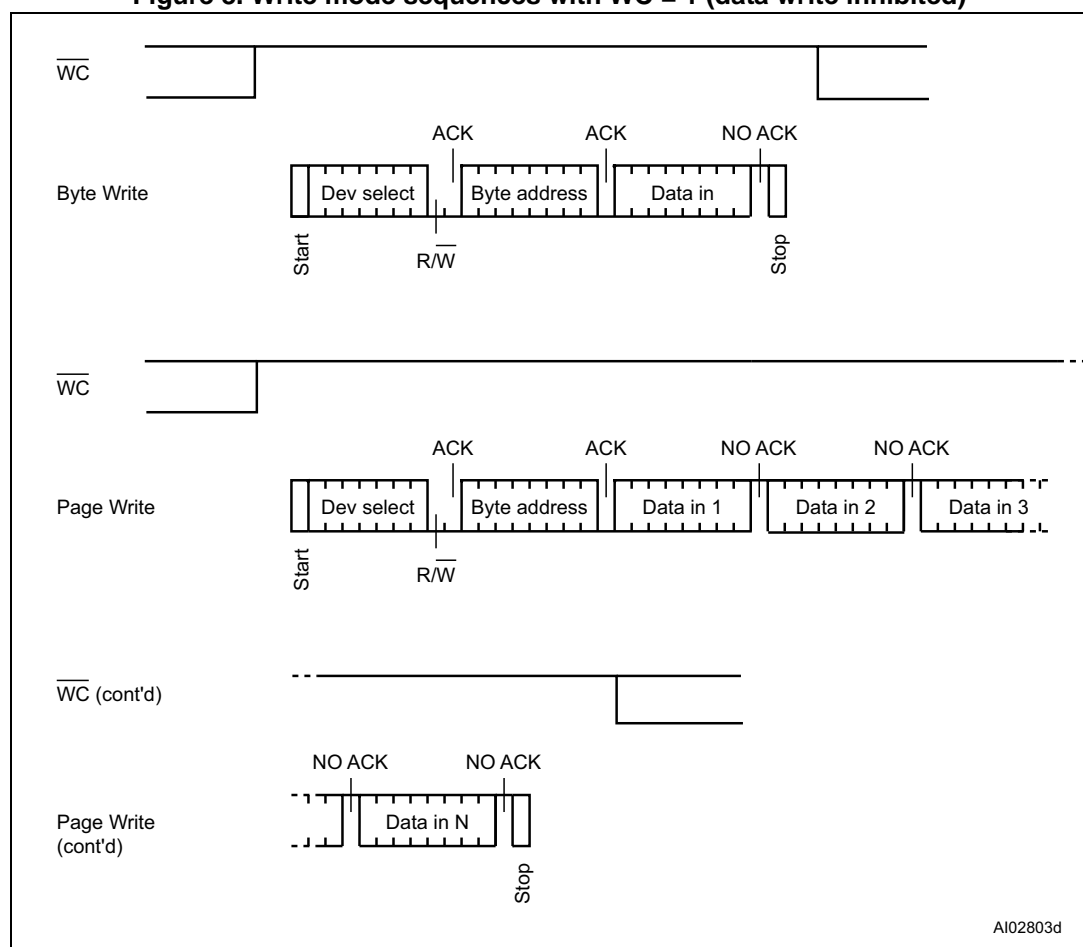 WC
ACK ACK NO ACK
Byte Write Dev select Byte address Data in
Start R/W Stop
WC
ACK ACK NO ACK NO ACK
Page Write Dev select Byte address Data in 1 Data in 2 Data in 3
Start R/W
WC (cont'd)
NO ACK NO ACK
Page Write Data in N
(cont'd)
Stop
AI02803d